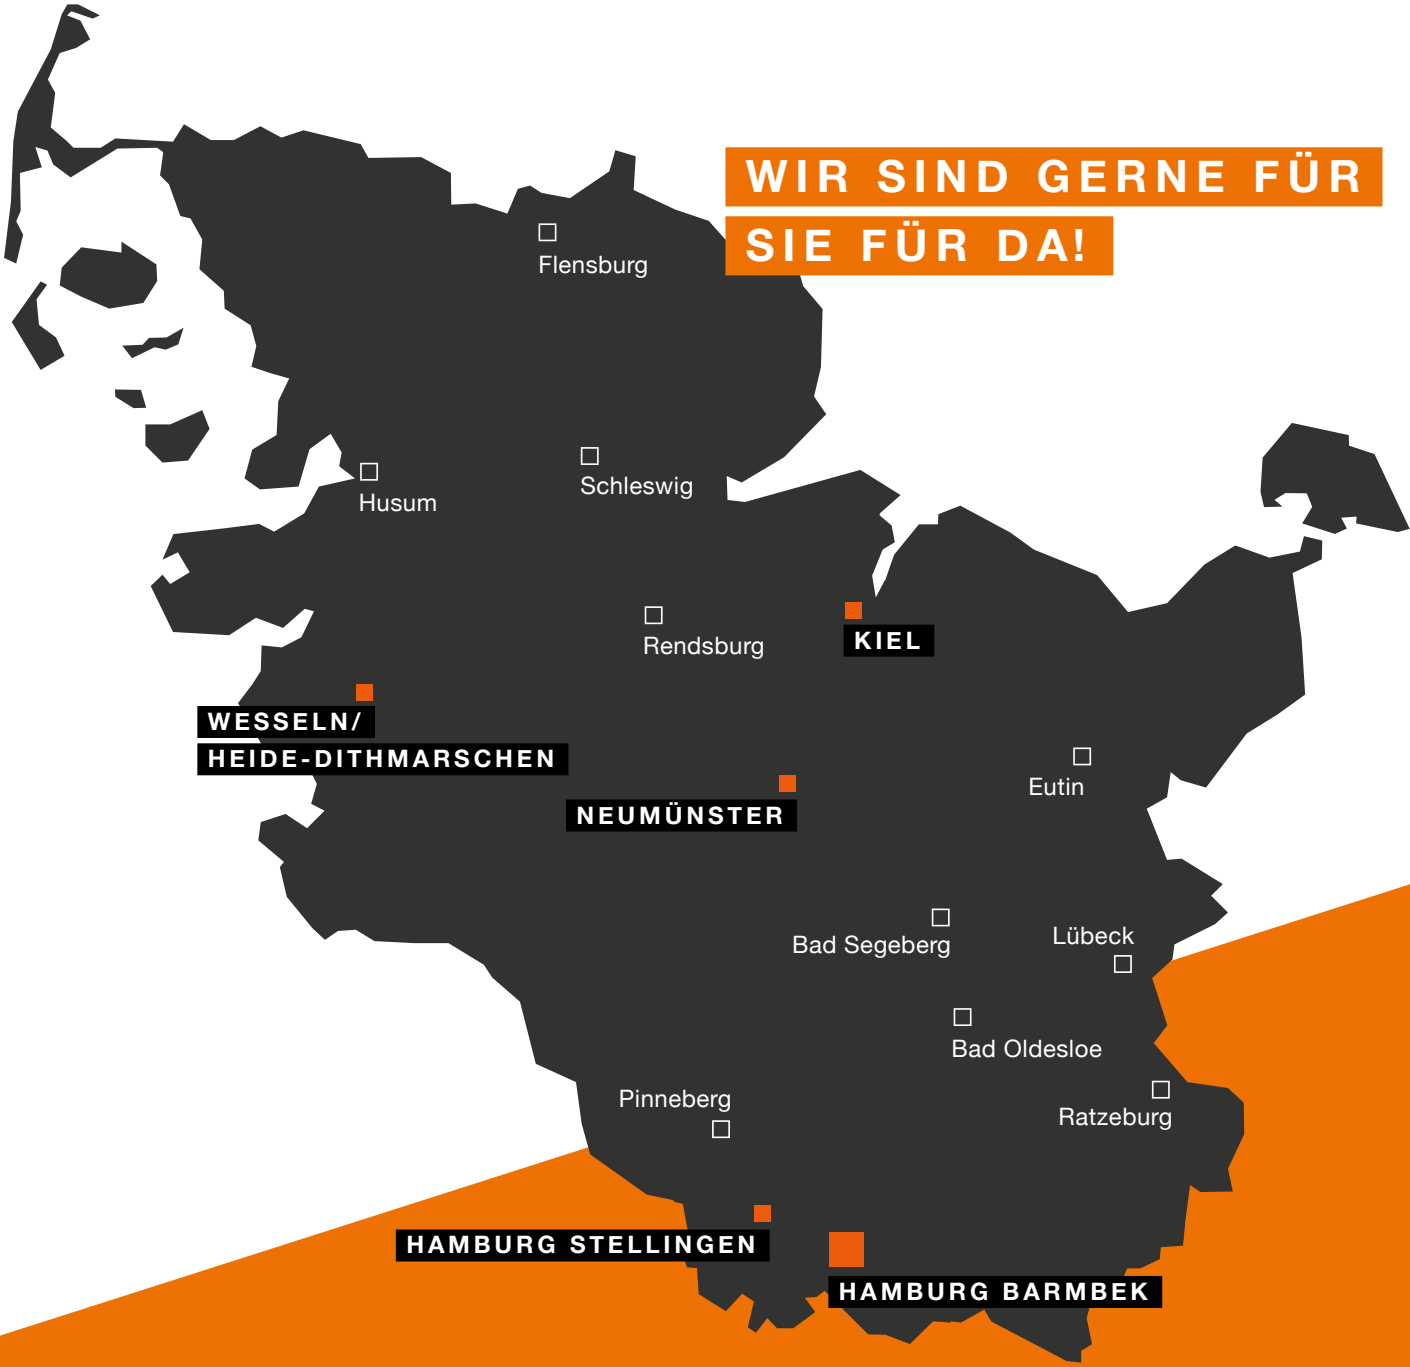 WIR SIND GERNE FÜR
SIE FÜR DA!
Flensburg
Husum
Schleswig
Rendsburg
KIEL
WESSELN/
HEIDE-DITHMARSCHEN
NEUMÜNSTER
Eutin
Bad Segeberg
Lübeck
Bad Oldesloe
Pinneberg
Ratzeburg
HAMBURG STELLINGEN
HAMBURG BARMBEK